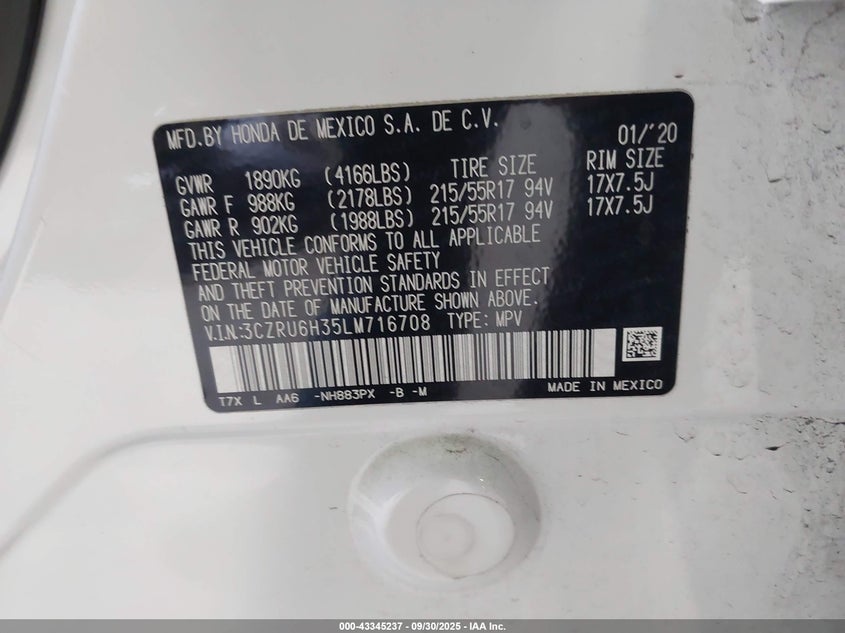 MFD.BY HONDA DE MEXICO S.A. DE C.V. 01/'20
GVWR 1890KG (4166LBS) TIRE SIZE RIM SIZE
GAWR F 988KG (2178LBS) 215/55R17 94V 17X7.5J
GAWR R 902KG (1988LBS) 215/55R17 94V 17X7.5J
THIS VEHICLE CONFORMS TO ALL APPLICABLE
FEDERAL MOTOR VEHICLE SAFETY
AND THEFT PREVENTION STANDARDS IN EFFECT
ON THE DATE OF MANUFACTURE SHOWN ABOVE.
V.I.N.:3CZRU6H35LM716708 TYPE: MPV
T7X L AA6 -NH883PX -B -M MADE IN MEXICO
000-43345237 - 09/30/2025 - IAA Inc.